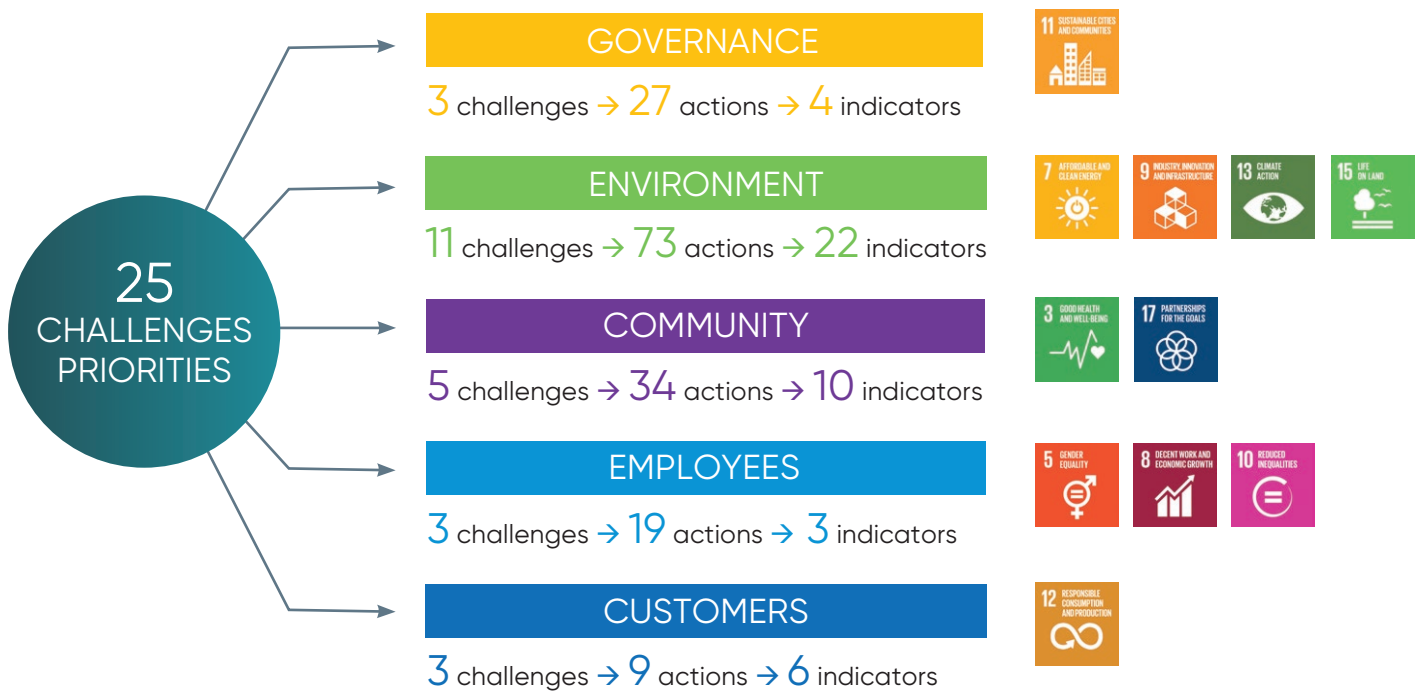 25
CHALLENGES
PRIORITIES
GOVERNANCE
3 challenges → 27 actions → 4 indicators
11 SUSTAINABLE CITIES
AND COMMUNITIES
ENVIRONMENT
11 challenges → 73 actions → 22 indicators
7 AFFORDABLE AND
CLEAN ENERGY
9 INDUSTRY, INNOVATION
AND INFRASTRUCTURE
13 CLIMATE
ACTION
15 LIFE
ON LAND
COMMUNITY
5 challenges → 34 actions → 10 indicators
3 GOOD HEALTH
AND WELL-BEING
17 PARTNERSHIPS
FOR THE GOALS
EMPLOYEES
3 challenges → 19 actions → 3 indicators
5 GENDER
EQUALITY
8 DECENT WORK AND
ECONOMIC GROWTH
10 REDUCED
INEQUALITIES
CUSTOMERS
3 challenges → 9 actions → 6 indicators
12 RESPONSIBLE
CONSUMPTION
AND PRODUCTION